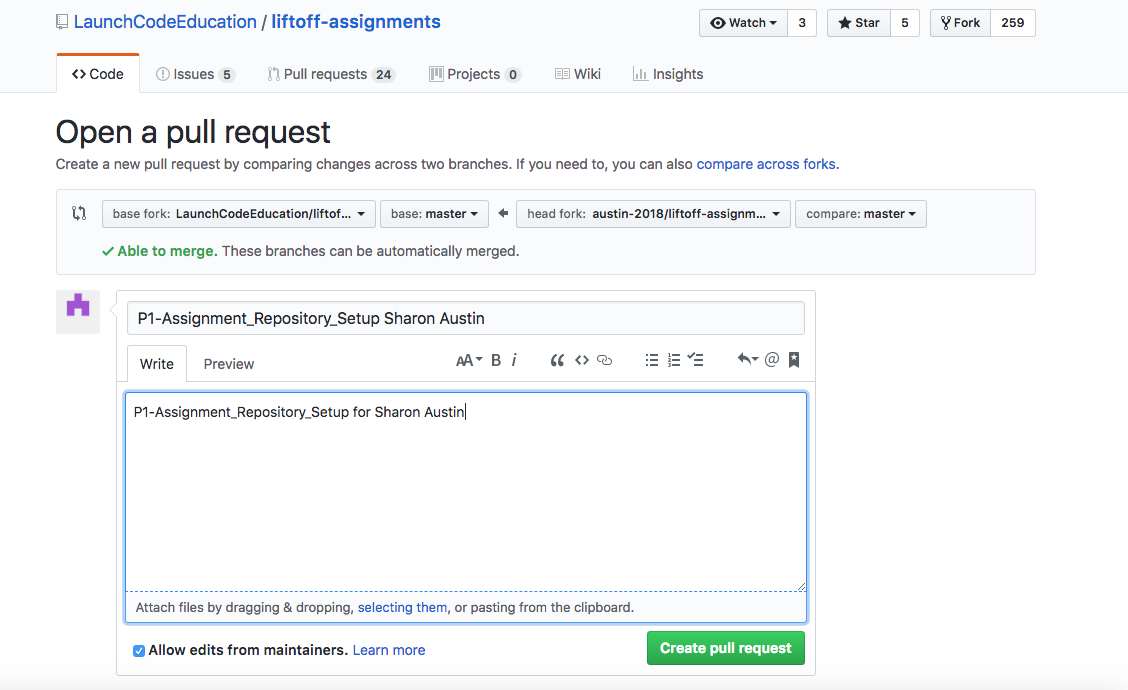 LaunchCodeEducation / liftoff-assignments
Watch 3 Star 5 Fork 259
Code Issues 5 Pull requests 24 Projects 0 Wiki Insights
Open a pull request
Create a new pull request by comparing changes across two branches. If you need to, you can also compare across forks.
base fork: LaunchCodeEducation/liftof... base: master head fork: austin-2018/liftoff-assignm... compare: master
Able to merge. These branches can be automatically merged.
P1-Assignment_Repository_Setup Sharon Austin
Write Preview AA B i “ <> @
P1-Assignment_Repository_Setup for Sharon Austin
Attach files by dragging & dropping, selecting them, or pasting from the clipboard.
Allow edits from maintainers. Learn more
Create pull request